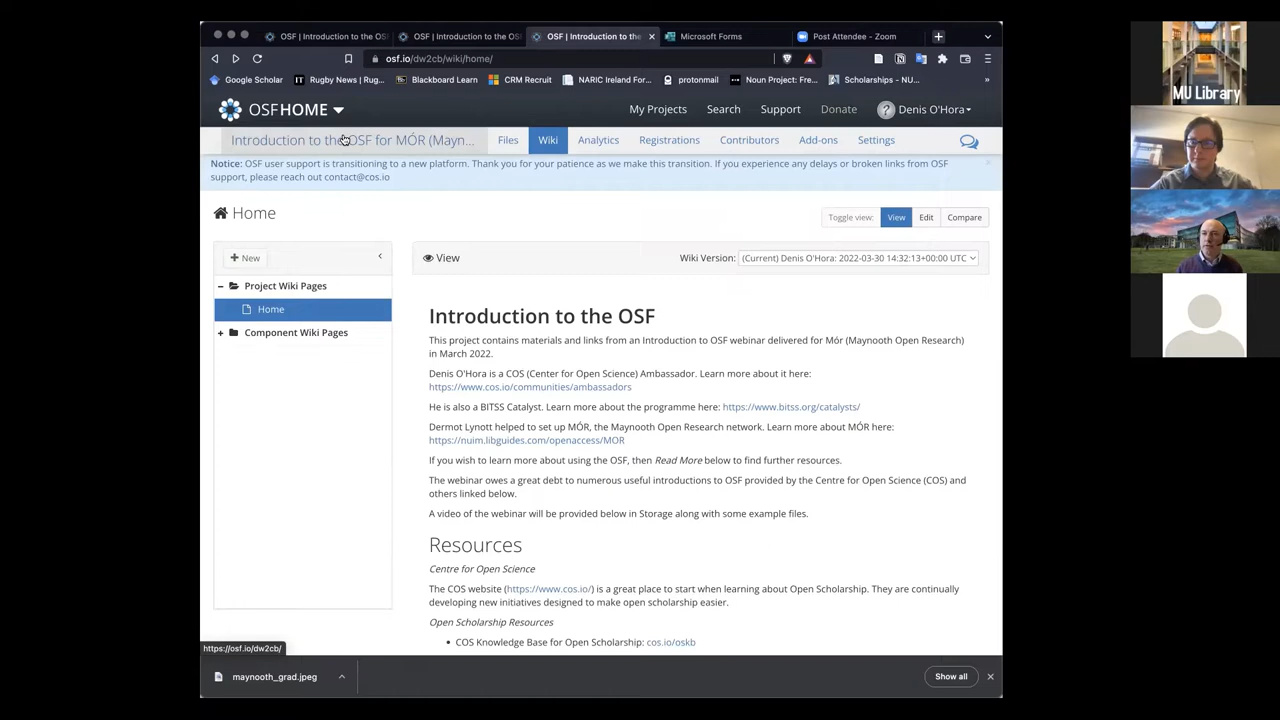 OSF | Introduction to the OSF
OSF | Introduction to the OSF
OSF | Introduction to the
Microsoft Forms
Post Attendee - Zoom
osf.io/dw2cb/wiki/home/
Google Scholar
Rugby News | Rug...
Blackboard Learn
CRM Recruit
NARIC Ireland For...
protonmail
Noun Project: Fre...
Scholarships - NU...
»
OSFHOME
My Projects
Search
Support
Donate
Denis O'Hora
Introduction to the OSF for MÓR (Mayn...
Files
Wiki
Analytics
Registrations
Contributors
Add-ons
Settings
Notice: OSF user support is transitioning to a new platform. Thank you for your patience as we make this transition. If you experience any delays or broken links from OSF
support, please reach out contact@cos.io
Home
Toggle view:
View
Edit
Compare
+ New
View
Wiki Version:
(Current) Denis O'Hora: 2022-03-30 14:32:13+00:00 UTC
Project Wiki Pages
Home
Component Wiki Pages
Introduction to the OSF
This project contains materials and links from an Introduction to OSF webinar delivered for Mór (Maynooth Open Research)
in March 2022.
Denis O'Hora is a COS (Center for Open Science) Ambassador. Learn more about it here:
https://www.cos.io/communities/ambassadors
He is also a BITSS Catalyst. Learn more about the programme here: https://www.bitss.org/catalysts/
Dermot Lynott helped to set up MÓR, the Maynooth Open Research network. Learn more about MÓR here:
https://nuim.libguides.com/openaccess/MOR
If you wish to learn more about using the OSF, then Read More below to find further resources.
The webinar owes a great debt to numerous useful introductions to OSF provided by the Centre for Open Science (COS) and
others linked below.
A video of the webinar will be provided below in Storage along with some example files.
Resources
Centre for Open Science
The COS website (https://www.cos.io/) is a great place to start when learning about Open Scholarship. They are continually
developing new initiatives designed to make open scholarship easier.
Open Scholarship Resources
• COS Knowledge Base for Open Scholarship: cos.io/oskb
https://osf.io/dw2cb/
maynooth_grad.jpeg
Show all
MU Library